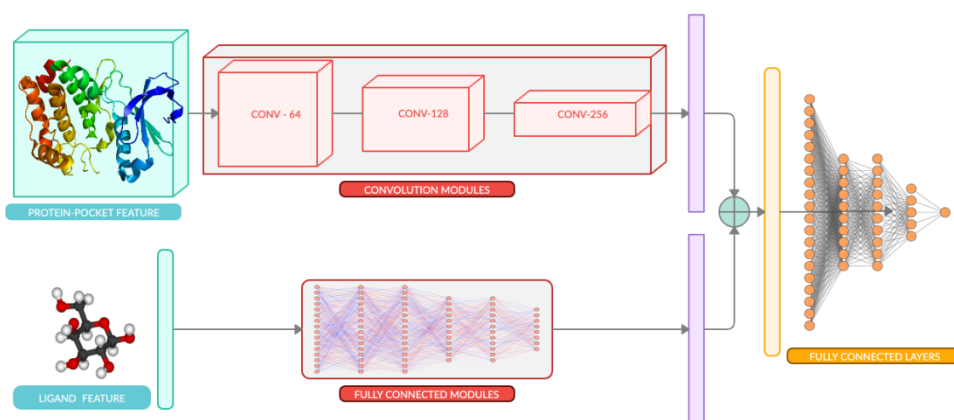 CONV - 64
CONV-128
CONV-256
CONVOLUTION MODULES
PROTEIN-POCKET FEATURE
FULLY CONNECTED LAYERS
LIGAND FEATURE
FULLY CONNECTED MODULES